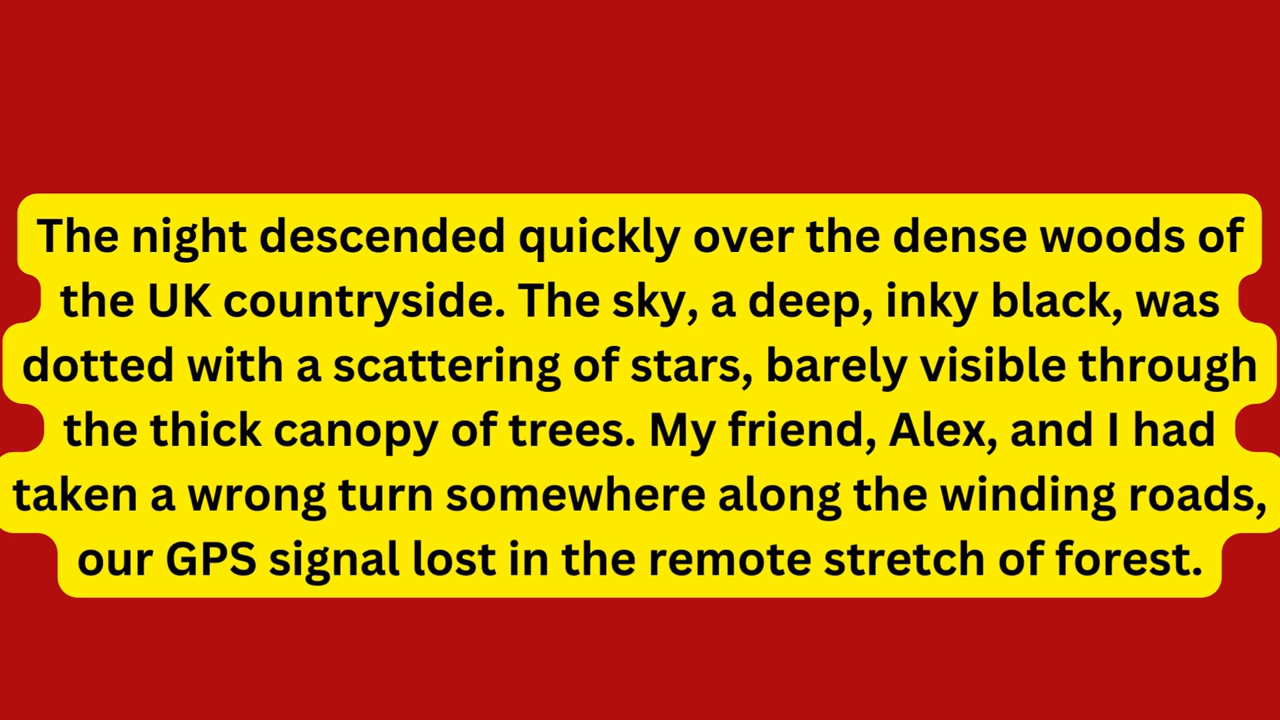 The night descended quickly over the dense woods of
the UK countryside. The sky, a deep, inky black, was
dotted with a scattering of stars, barely visible through
the thick canopy of trees. My friend, Alex, and I had
taken a wrong turn somewhere along the winding roads,
our GPS signal lost in the remote stretch of forest.